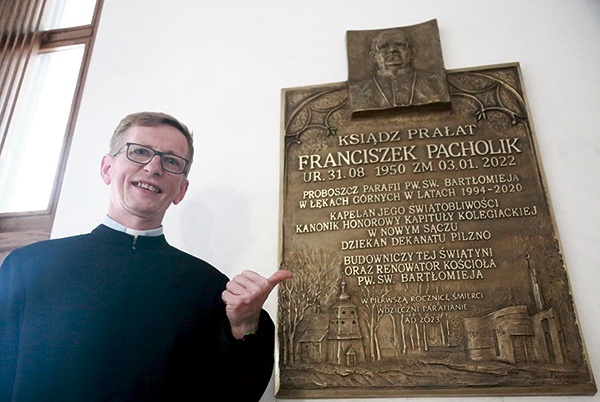 KSIĄDZ PRAŁAT
FRANCISZEK PACHOLIK
UR. 31.08 1950 ZM 03.01. 2022
PROBOSZCZ PARAFII PW. ŚW. BARTŁOMIEJA
W ŁĘKACH GÓRNYCH W LATACH 1994-2020
KAPELAN JEGO ŚWIĄTOBLIWOŚCI
KANONIK HONOROWY KAPITUŁY KOLEGIACKIEJ
W NOWYM SĄCZU
DZIEKAN DEKANATU PILZNO
BUDOWNICZY TEJ ŚWIĄTYNI
ORAZ RENOWATOR KOŚCIOŁA
PW. ŚW. BARTŁOMIEJA
W PIERWSZĄ ROCZNICĘ ŚMIERCI
WDZIĘCZNI PARAFIANIE
AD 2023